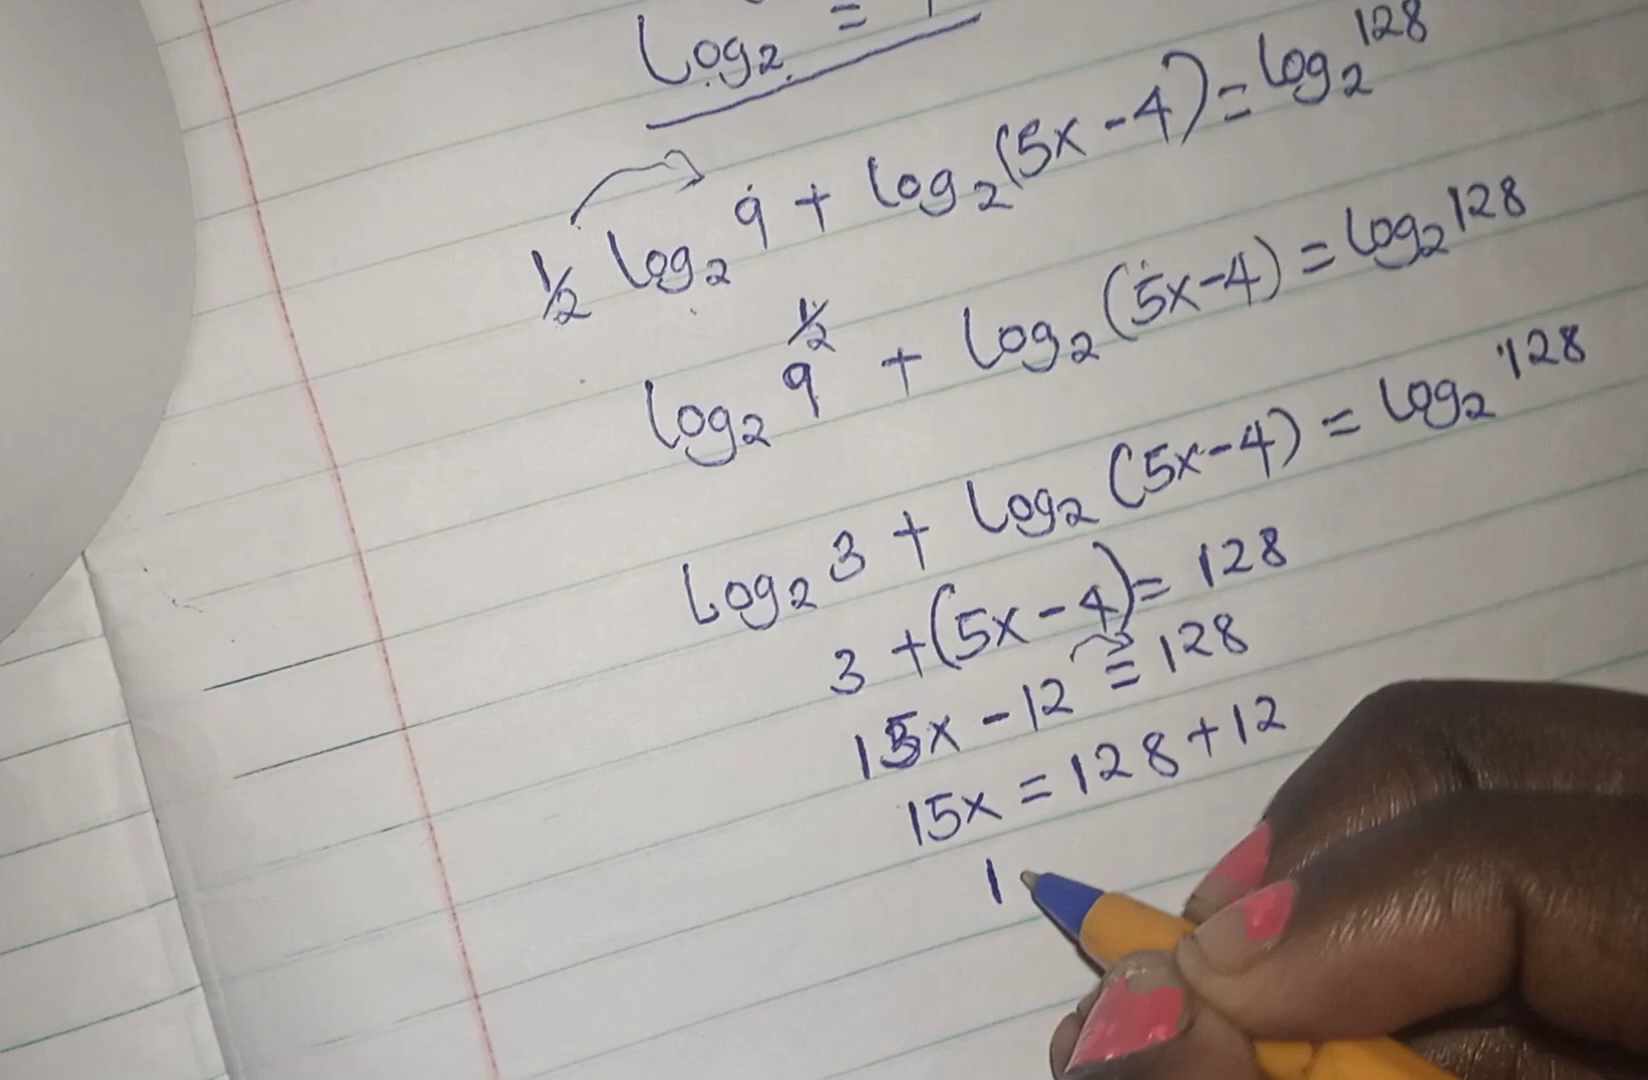 log₂ =
½ log₂ 9 + log₂(5x - 4) = log₂ 128
log₂ 9^½ + log₂(5x-4) = log₂ 128
log₂ 3 + log₂(5x-4) = log₂ 128
3 +(5x - 4) = 128
15x - 12 = 128
15x = 128 + 12
1